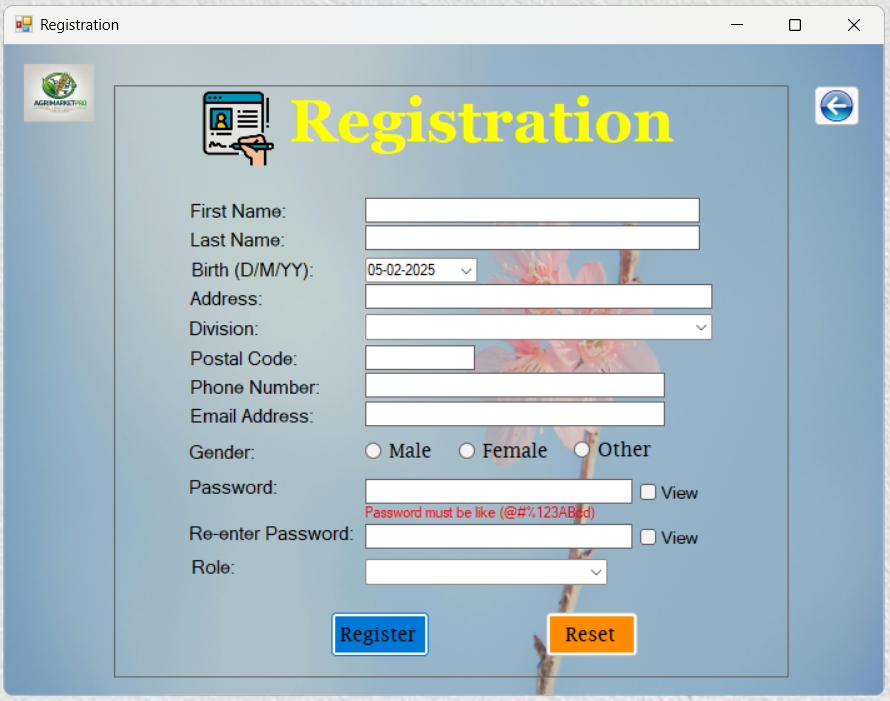 Registration
AGRIMARKETPRO
Registration
First Name:
Last Name:
Birth (D/M/YY): 05-02-2025
Address:
Division:
Postal Code:
Phone Number:
Email Address:
Gender: Male Female Other
Password: View
Password must be like (@#%123ABcd)
Re-enter Password: View
Role:
Register Reset